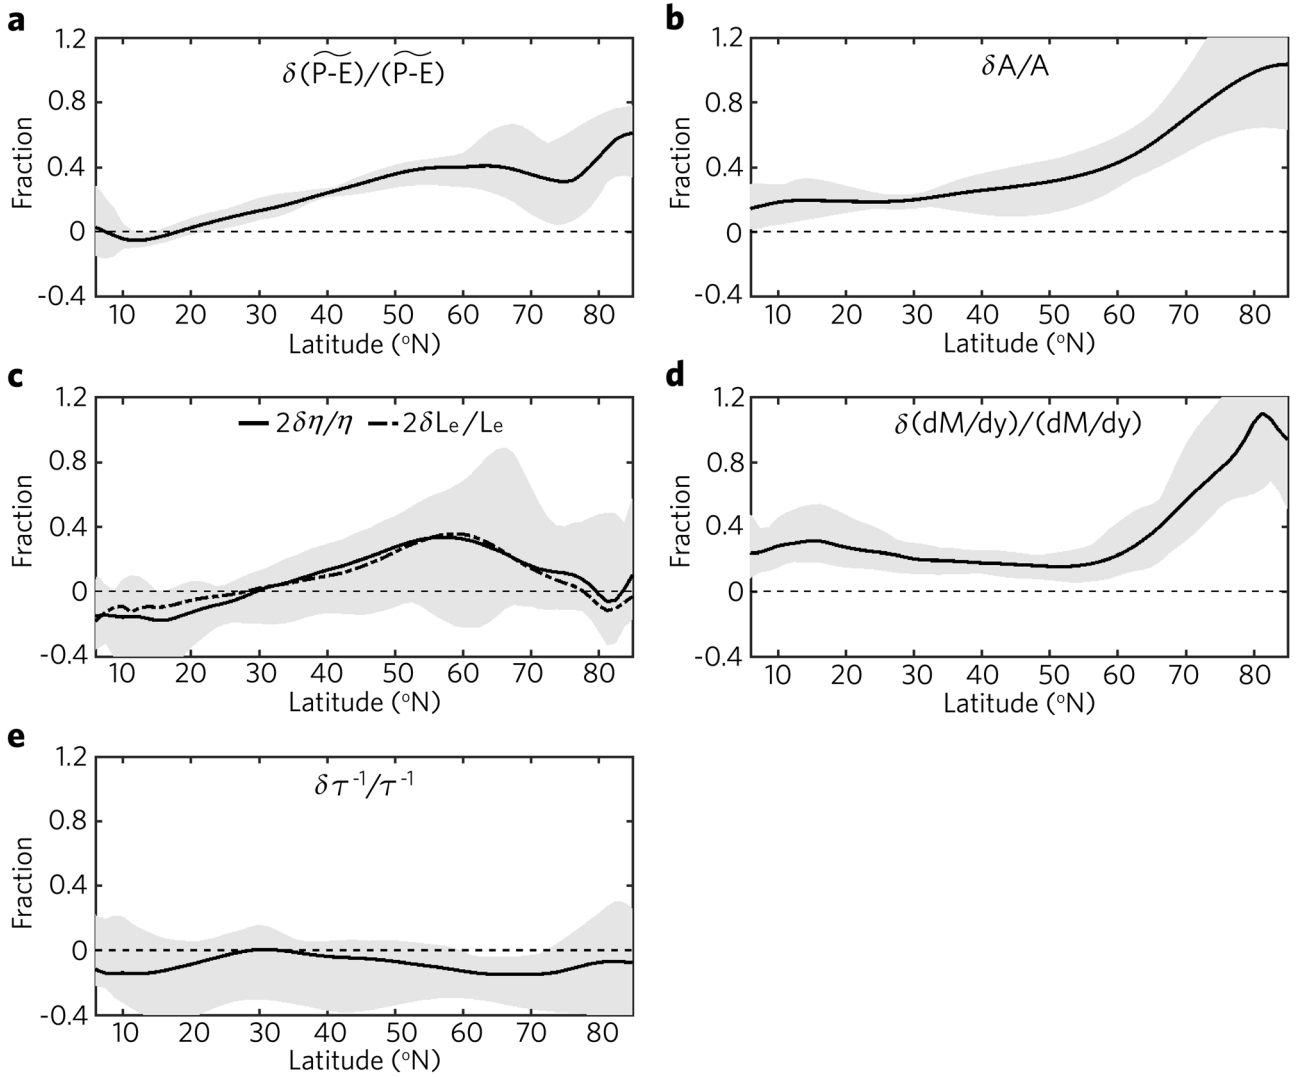 a
δ(P-E)/(P-E)
1.2
0.8
0.4
0
-0.4
Fraction
10 20 30 40 50 60 70 80
Latitude (°N)
b
δA/A
1.2
0.8
0.4
0
-0.4
Fraction
10 20 30 40 50 60 70 80
Latitude (°N)
c
2δη/η 2δLe/Le
1.2
0.8
0.4
0
-0.4
Fraction
10 20 30 40 50 60 70 80
Latitude (°N)
d
δ(dM/dy)/(dM/dy)
1.2
0.8
0.4
0
-0.4
Fraction
10 20 30 40 50 60 70 80
Latitude (°N)
e
δτ⁻¹/τ⁻¹
1.2
0.8
0.4
0
-0.4
Fraction
10 20 30 40 50 60 70 80
Latitude (°N)